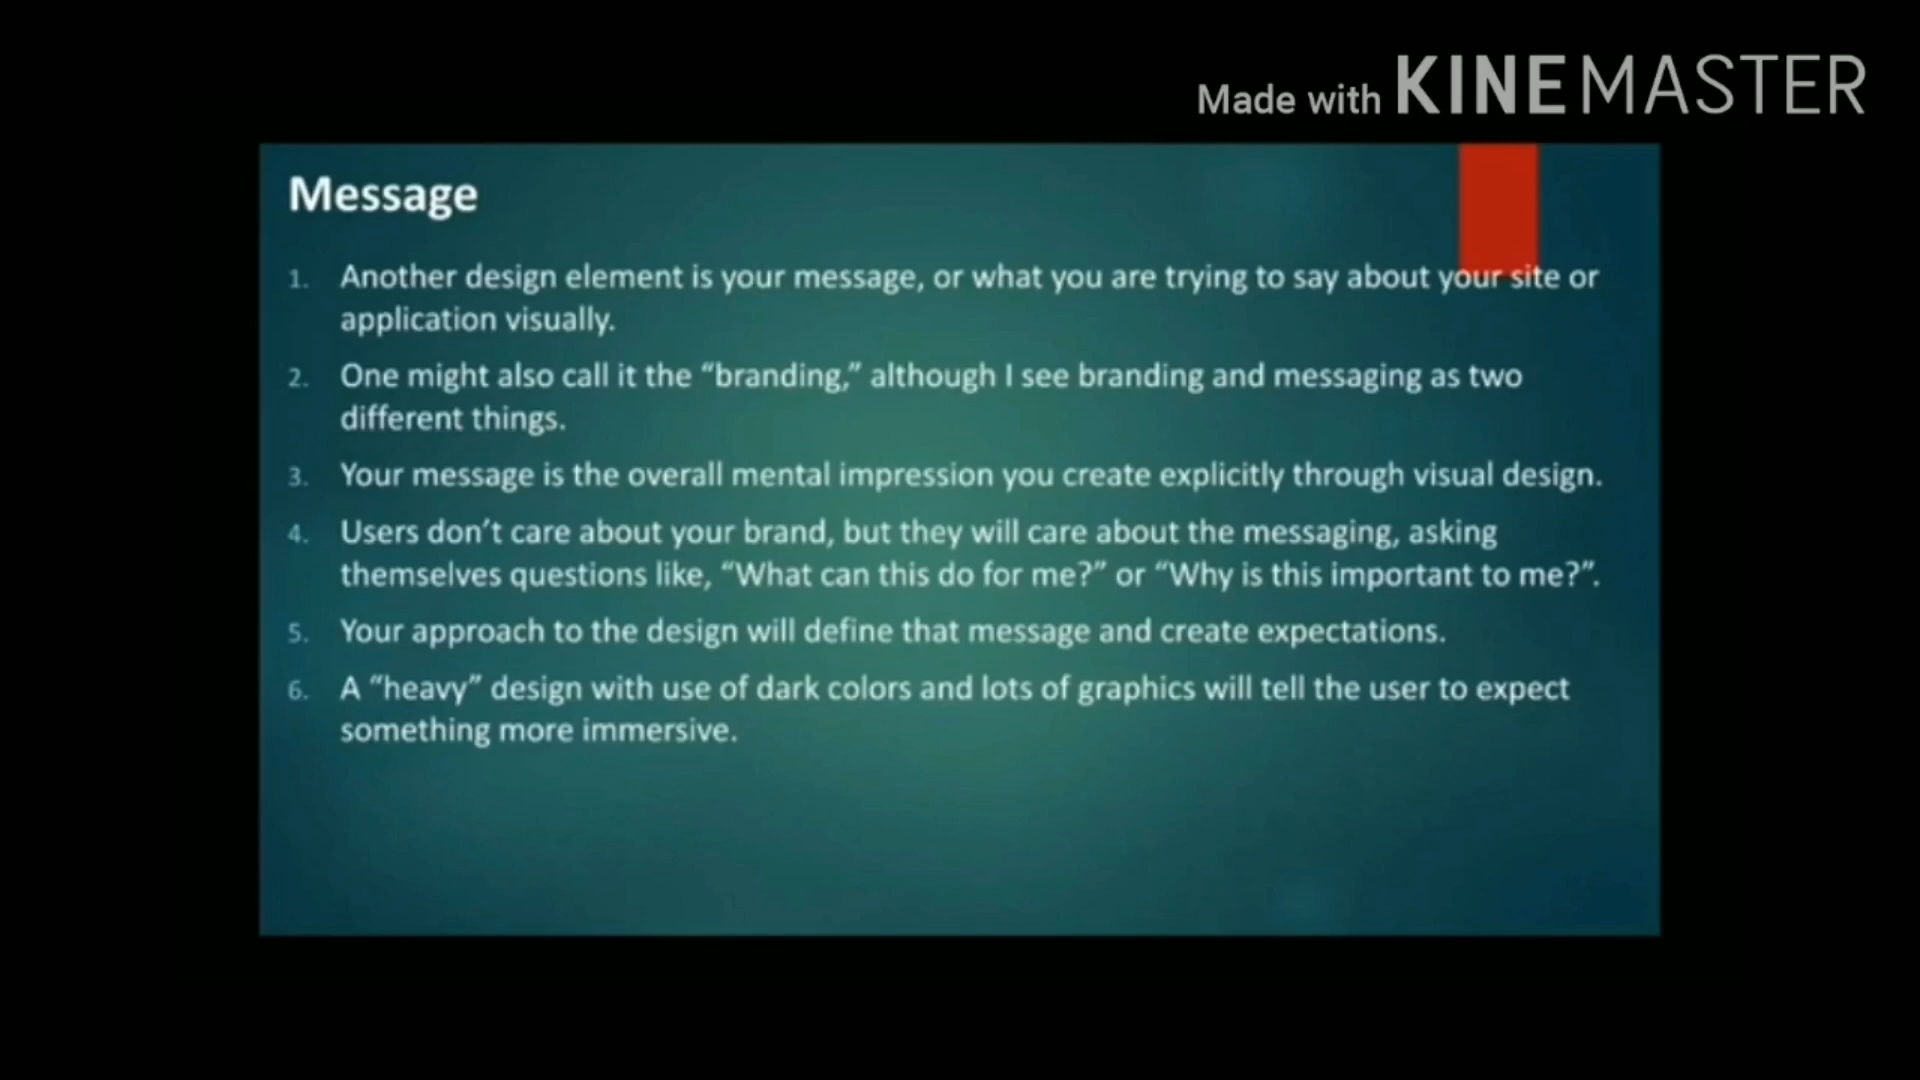 Made with KINEMASTER
Message
1. Another design element is your message, or what you are trying to say about your site or
application visually.
2. One might also call it the “branding,” although I see branding and messaging as two
different things.
3. Your message is the overall mental impression you create explicitly through visual design.
4. Users don’t care about your brand, but they will care about the messaging, asking
themselves questions like, “What can this do for me?” or “Why is this important to me?”.
5. Your approach to the design will define that message and create expectations.
6. A “heavy” design with use of dark colors and lots of graphics will tell the user to expect
something more immersive.